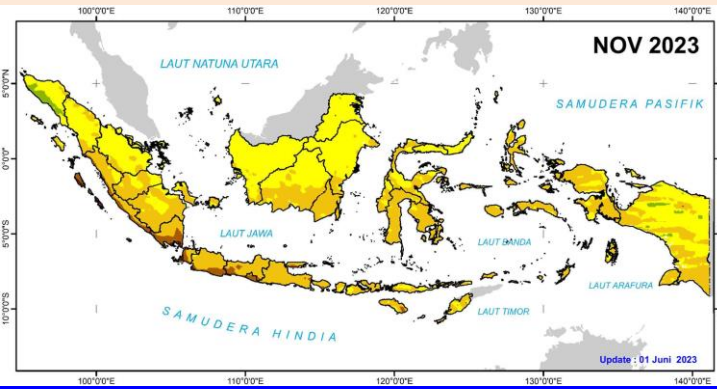 100°0'0"E 110°0'0"E 120°0'0"E 130°0'0"E 140°0'0"E
NOV 2023
LAUT NATUNA UTARA
5°0'0"N
SAMUDERA PASIFIK
0°0'0"
5°0'0"S
LAUT JAWA
LAUT BANDA
LAUT ARAFURA
10°0'0"S
SAMUDERA HINDIA
LAUT TIMOR
Update : 01 Juni 2023
100°0'0"E 110°0'0"E 120°0'0"E 130°0'0"E 140°0'0"E